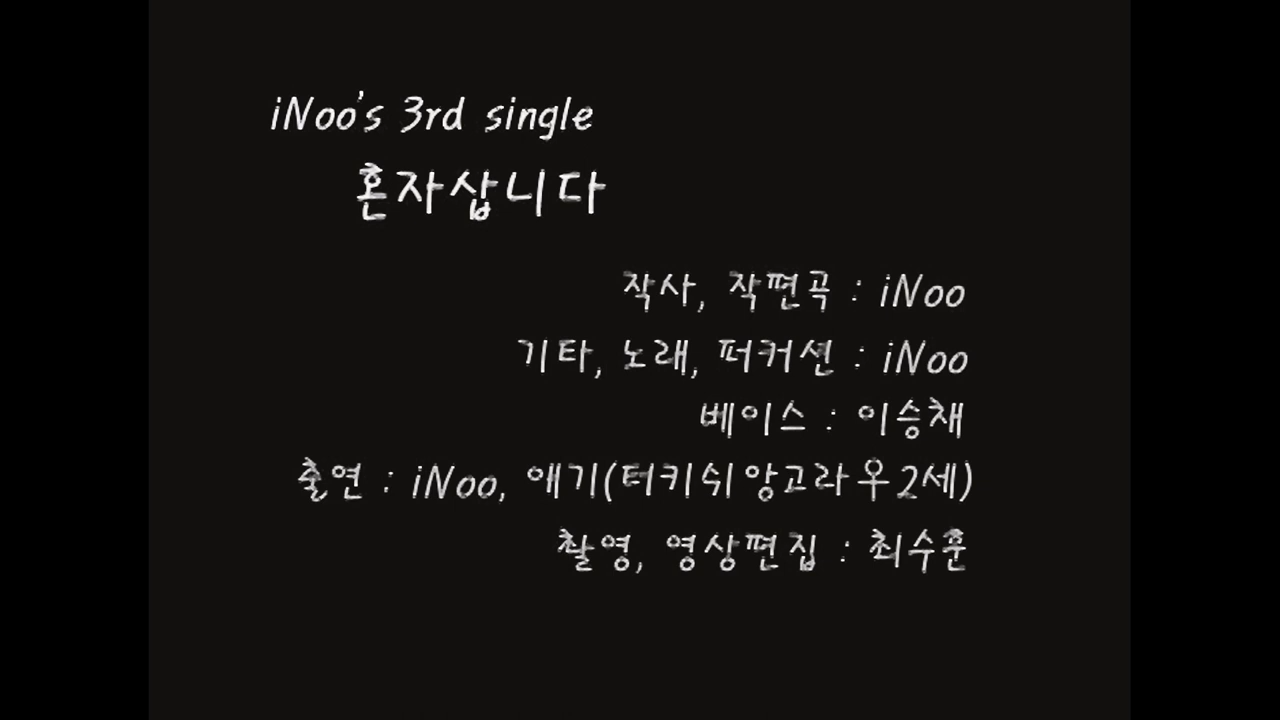 iNoo's 3rd single
혼자삽니다
작사, 작편곡 : iNoo
기타, 노래, 퍼커션 : iNoo
베이스 : 이승채
출연 : iNoo, 애기(터키쉬앙고라우2세)
촬영, 영상편집 : 최수훈